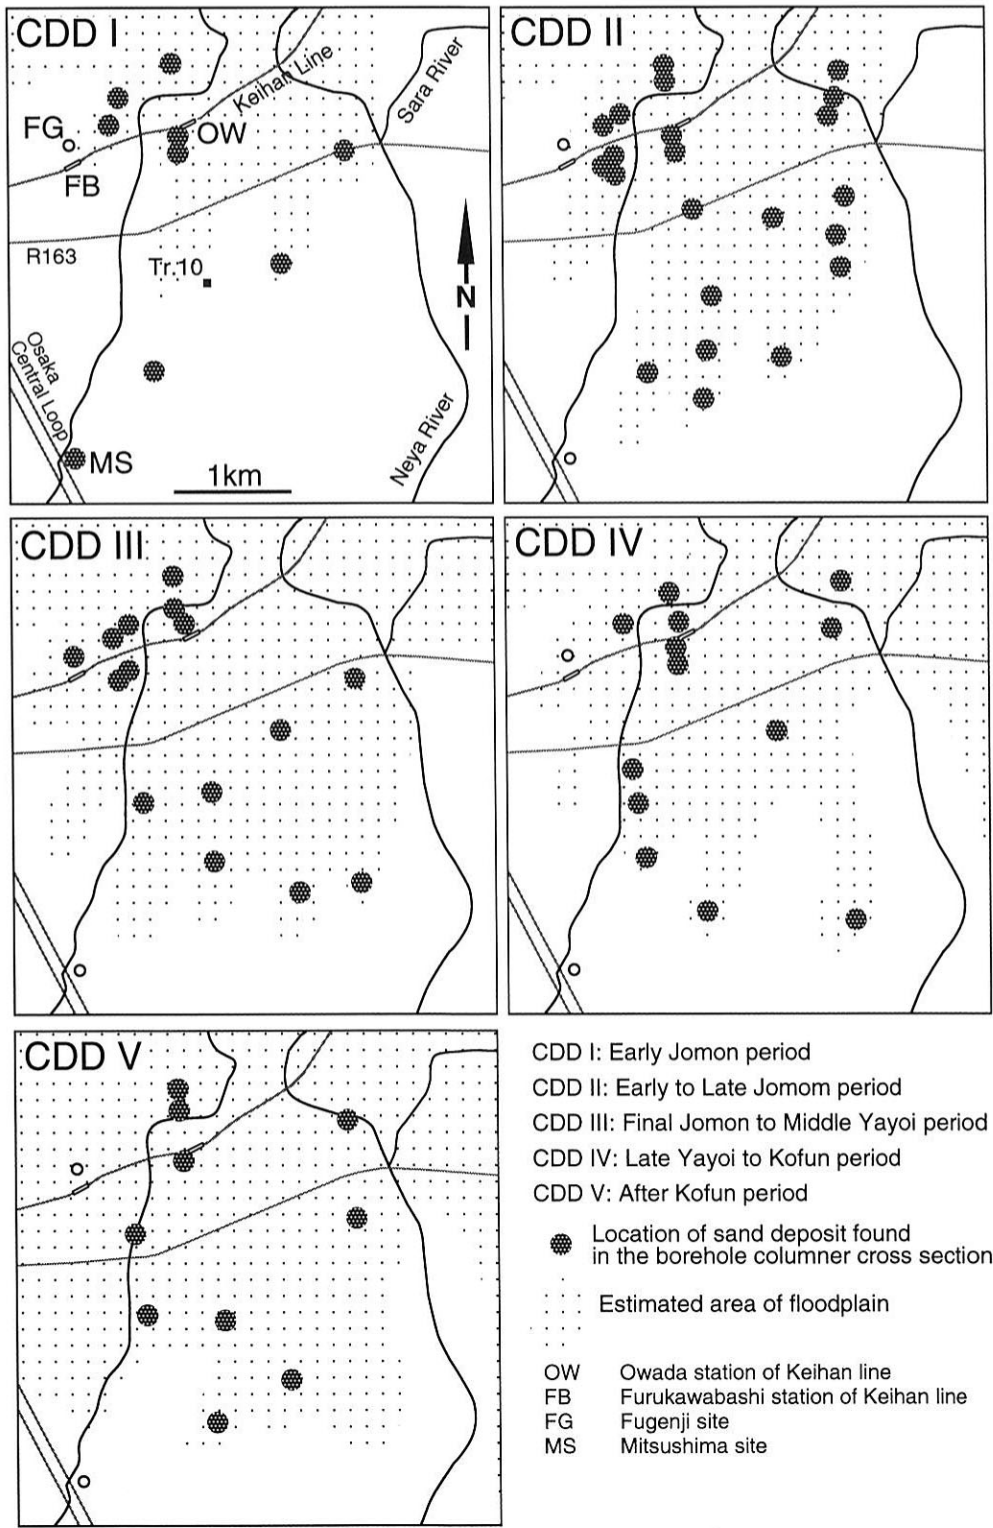 CDD I
Keihan Line
Sara River
FG
OW
FB
R163
Tr.10
N
Osaka
Central Loop
MS
1km
Neya River
CDD II
CDD III
CDD IV
CDD V
CDD I: Early Jomon period
CDD II: Early to Late Jomom period
CDD III: Final Jomon to Middle Yayoi period
CDD IV: Late Yayoi to Kofun period
CDD V: After Kofun period
Location of sand deposit found
in the borehole columner cross section
Estimated area of floodplain
OW Owada station of Keihan line
FB Furukawabashi station of Keihan line
FG Fugenji site
MS Mitsushima site